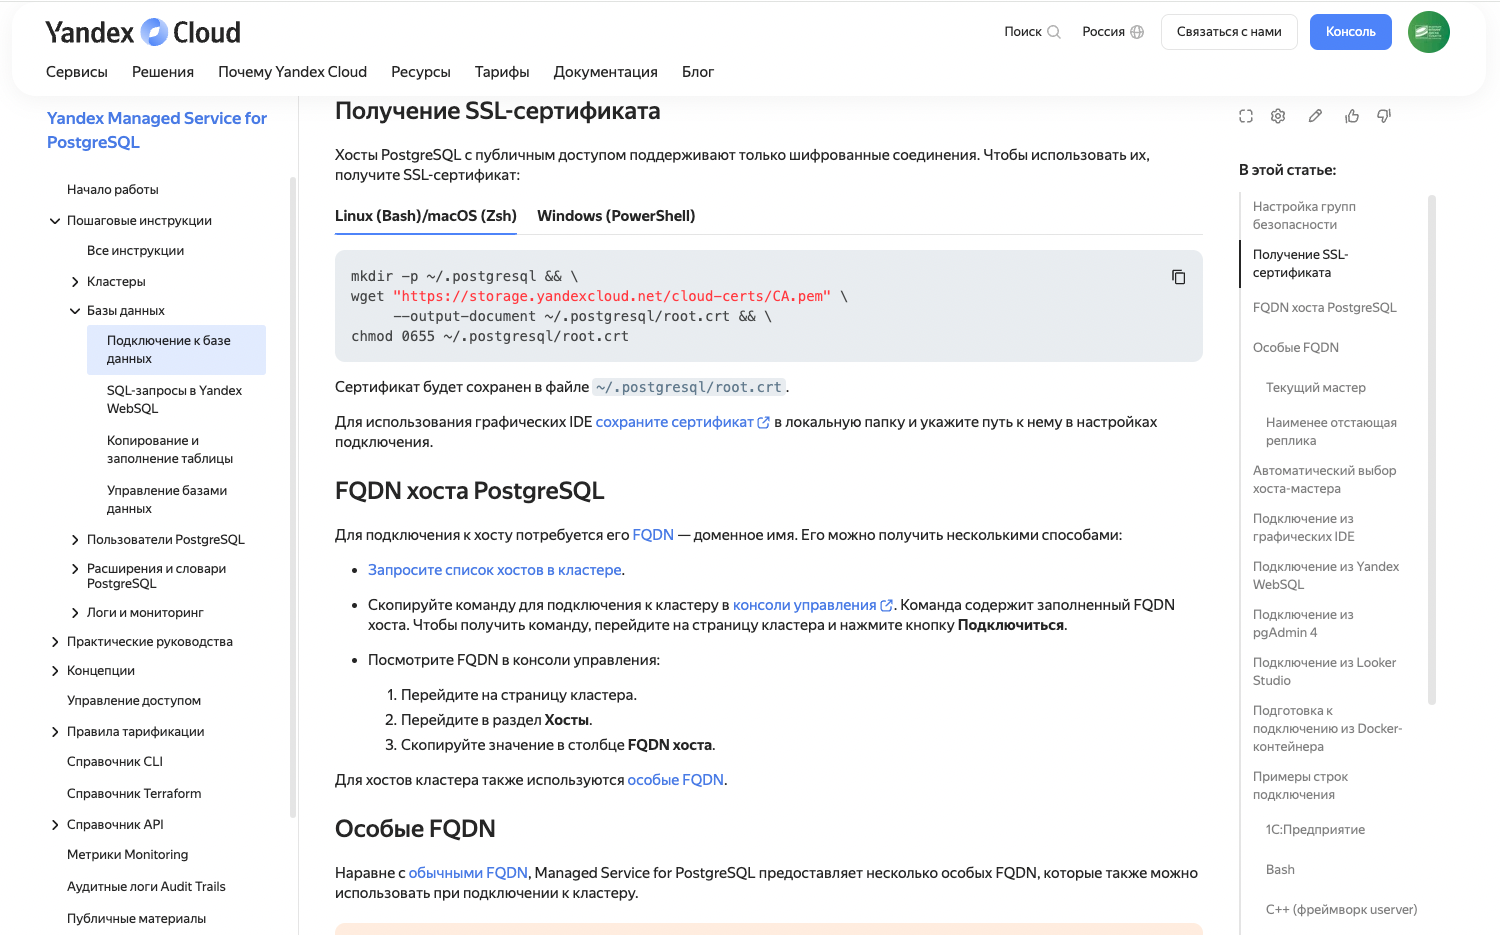 Yandex Cloud
Поиск
Россия
Связаться с нами
Консоль
Сервисы
Решения
Почему Yandex Cloud
Ресурсы
Тарифы
Документация
Блог
Yandex Managed Service for
PostgreSQL
Начало работы
Пошаговые инструкции
Все инструкции
Кластеры
Базы данных
Подключение к базе
данных
SQL-запросы в Yandex
WebSQL
Копирование и
заполнение таблицы
Управление базами
данных
Пользователи PostgreSQL
Расширения и словари
PostgreSQL
Логи и мониторинг
Практические руководства
Концепции
Управление доступом
Правила тарификации
Справочник CLI
Справочник Terraform
Справочник API
Метрики Monitoring
Аудитные логи Audit Trails
Публичные материалы
Получение SSL-сертификата
Хосты PostgreSQL с публичным доступом поддерживают только шифрованные соединения. Чтобы использовать их,
получите SSL-сертификат:
Linux (Bash)/macOS (Zsh)
Windows (PowerShell)
mkdir -p ~/.postgresql && \
wget "https://storage.yandexcloud.net/cloud-certs/CA.pem" \
--output-document ~/.postgresql/root.crt && \
chmod 0655 ~/.postgresql/root.crt
Сертификат будет сохранен в файле ~/.postgresql/root.crt.
Для использования графических IDE сохраните сертификат в локальную папку и укажите путь к нему в настройках
подключения.
FQDN хоста PostgreSQL
Для подключения к хосту потребуется его FQDN — доменное имя. Его можно получить несколькими способами:
• Запросите список хостов в кластере.
• Скопируйте команду для подключения к кластеру в консоли управления. Команда содержит заполненный FQDN
хоста. Чтобы получить команду, перейдите на страницу кластера и нажмите кнопку Подключиться.
• Посмотрите FQDN в консоли управления:
1. Перейдите на страницу кластера.
2. Перейдите в раздел Хосты.
3. Скопируйте значение в столбце FQDN хоста.
Для хостов кластера также используются особые FQDN.
Особые FQDN
Наравне с обычными FQDN, Managed Service for PostgreSQL предоставляет несколько особых FQDN, которые также можно
использовать при подключении к кластеру.
В этой статье:
Настройка групп
безопасности
Получение SSL-
сертификата
FQDN хоста PostgreSQL
Особые FQDN
Текущий мастер
Наименее отстающая
реплика
Автоматический выбор
хоста-мастера
Подключение из
графических IDE
Подключение из Yandex
WebSQL
Подключение из
pgAdmin 4
Подключение из Looker
Studio
Подготовка к
подключению из Docker-
контейнера
Примеры строк
подключения
1С:Предприятие
Bash
C++ (фреймворк userver)